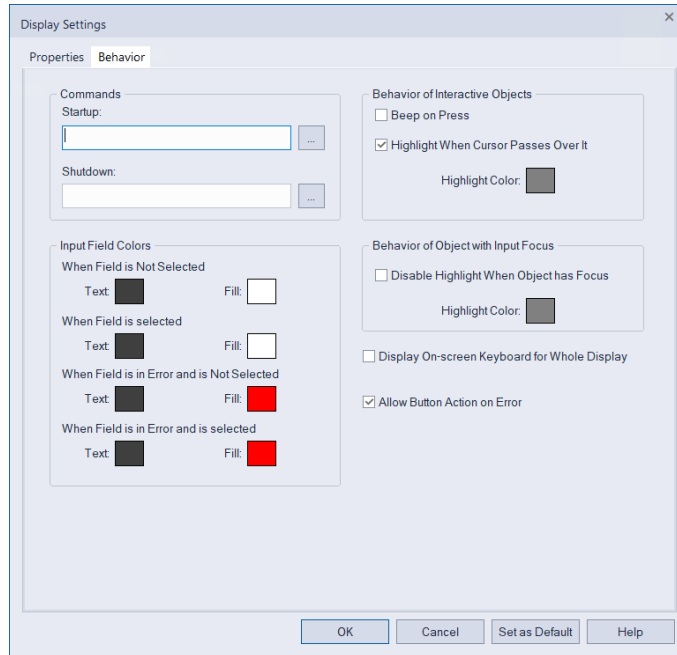 Display Settings
Properties Behavior
Commands
Startup:
...
Shutdown:
...
Input Field Colors
When Field is Not Selected
Text: Fill:
When Field is selected
Text: Fill:
When Field is in Error and is Not Selected
Text: Fill:
When Field is in Error and is selected
Text: Fill:
Behavior of Interactive Objects
Beep on Press
Highlight When Cursor Passes Over It
Highlight Color:
Behavior of Object with Input Focus
Disable Highlight When Object has Focus
Highlight Color:
Display On-screen Keyboard for Whole Display
Allow Button Action on Error
OK Cancel Set as Default Help